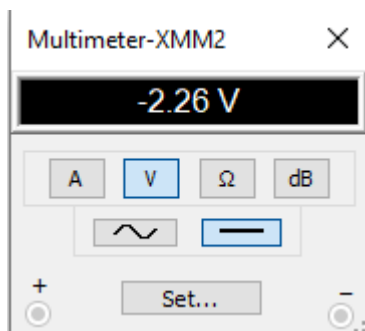 Multimeter-XMM2
-2.26 V
A V Ω dB
+ Set... −